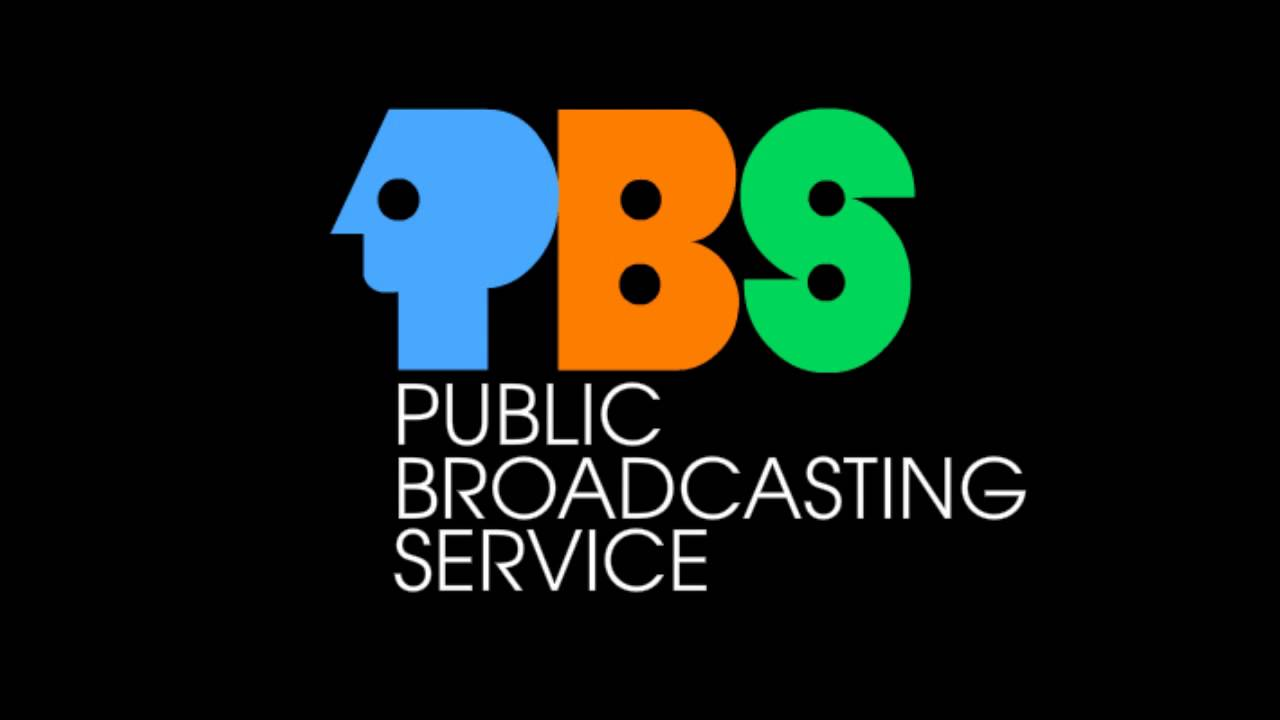 PBS
PUBLIC
BROADCASTING
SERVICE